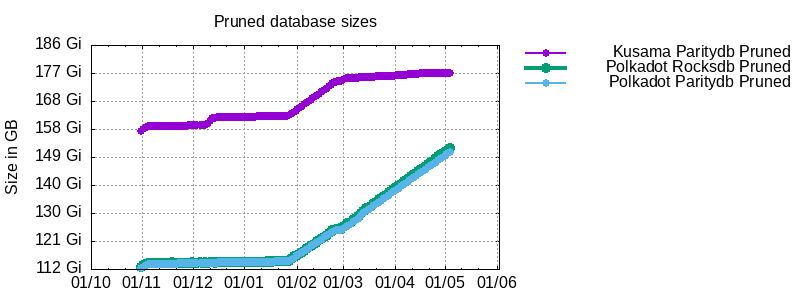 Pruned database sizes
186 Gi
177 Gi
168 Gi
158 Gi
149 Gi
140 Gi
130 Gi
121 Gi
112 Gi
Size in GB
01/10 01/11 01/12 01/01 01/02 01/03 01/04 01/05 01/06
Kusama Paritydb Pruned
Polkadot Rocksdb Pruned
Polkadot Paritydb Pruned